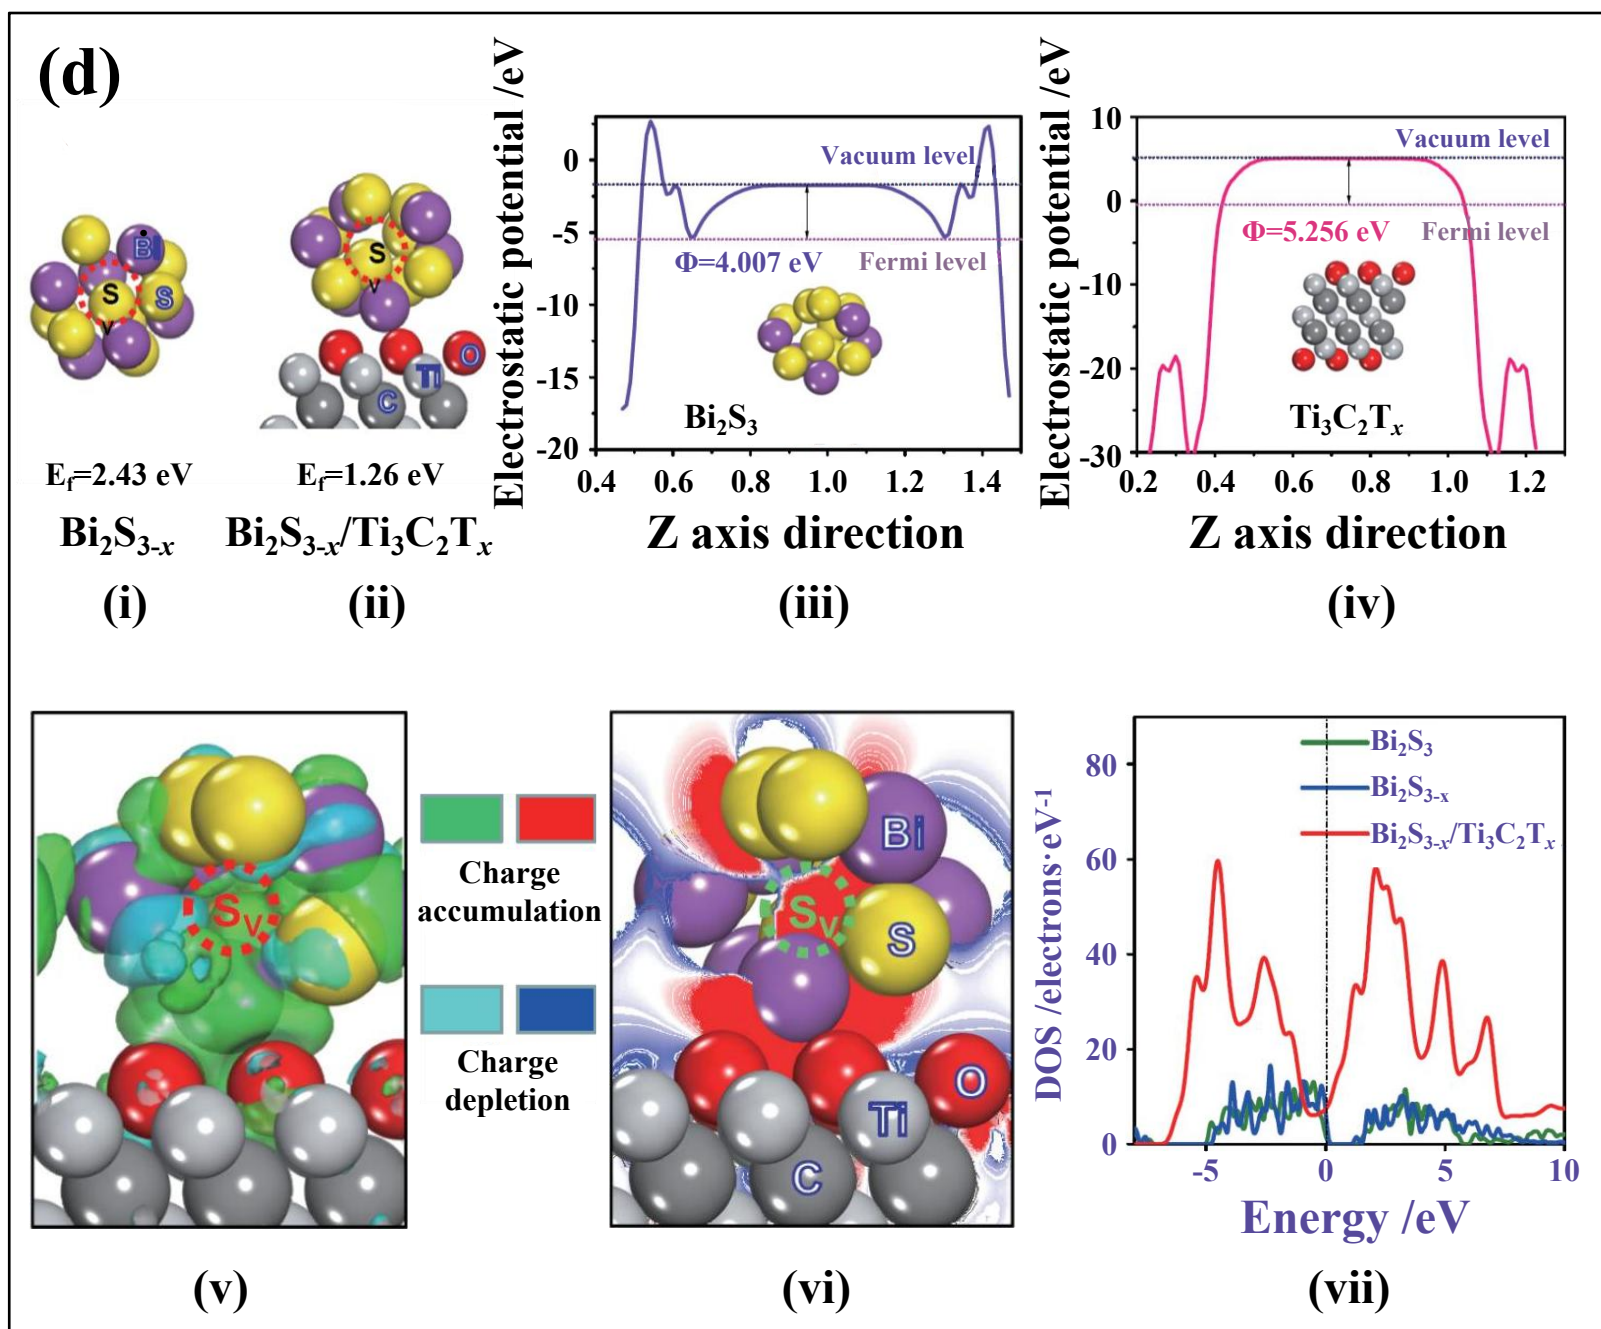 (d)
Bi
S
V
S
S
V
O
Ti
C
E_f=2.43 eV
E_f=1.26 eV
Bi₂S₃₋ₓ
Bi₂S₃₋ₓ/Ti₃C₂Tₓ
(i)
(ii)
Electrostatic potential /eV
0
-5
-10
-15
-20
Vacuum level
Φ=4.007 eV
Fermi level
Bi₂S₃
0.4 0.6 0.8 1.0 1.2 1.4
Z axis direction
(iii)
Electrostatic potential /eV
10
0
-10
-20
-30
Vacuum level
Φ=5.256 eV
Fermi level
Ti₃C₂Tₓ
0.2 0.4 0.6 0.8 1.0 1.2
Z axis direction
(iv)
S_V
(v)
Charge
accumulation
Charge
depletion
Bi
S_V
S
O
Ti
C
(vi)
DOS /electrons·eV⁻¹
80
60
40
20
0
Bi₂S₃
Bi₂S₃₋ₓ
Bi₂S₃₋ₓ/Ti₃C₂Tₓ
-5 0 5 10
Energy /eV
(vii)